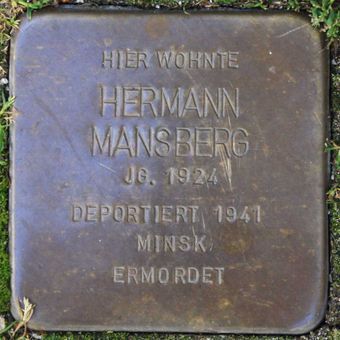 HIER WOHNTE
HERMANN
MANSBERG
JG. 1924
DEPORTIERT 1941
MINSK
ERMORDET